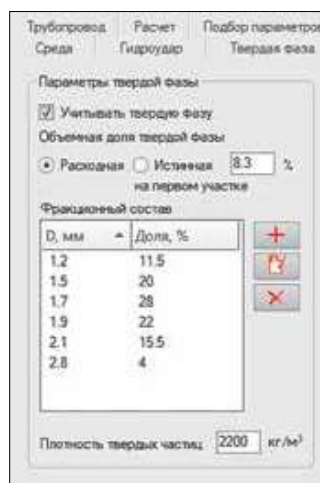 Трубопровод Расчет Подбор параметров
Среда Гидроудар Твердая фаза
Параметры твердой фазы
Учитывать твердую фазу
Объемная доля твердой фазы
Расходная Истинная 8.3 %
на первом участке
Фракционный состав
D, мм Доля, %
1.2 11.5
1.5 20
1.7 28
1.9 22
2.1 15.5
2.8 4
Плотность твердых частиц 2200 кг/м³